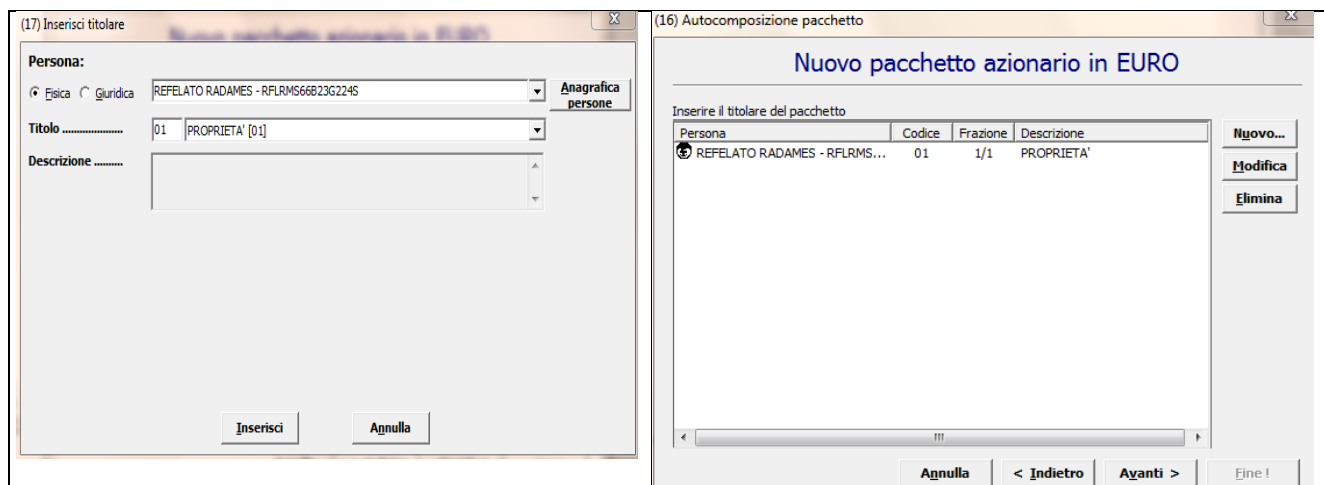 (17) Inserisci titolare
X
Nuovo pacchetto azionario in EURO
Persona:
Fisica Giuridica REFELATO RADAMES - RFLRMS66B23G224S Anagrafica persone
Titolo .................... 01 PROPRIETA' [01]
Descrizione ..........
Inserisci Annulla
(16) Autocomposizione pacchetto
X
Nuovo pacchetto azionario in EURO
Inserire il titolare del pacchetto
Persona Codice Frazione Descrizione
REFELATO RADAMES - RFLRMS... 01 1/1 PROPRIETA'
Nuovo...
Modifica
Elimina
Annulla < Indietro Avanti > Fine !